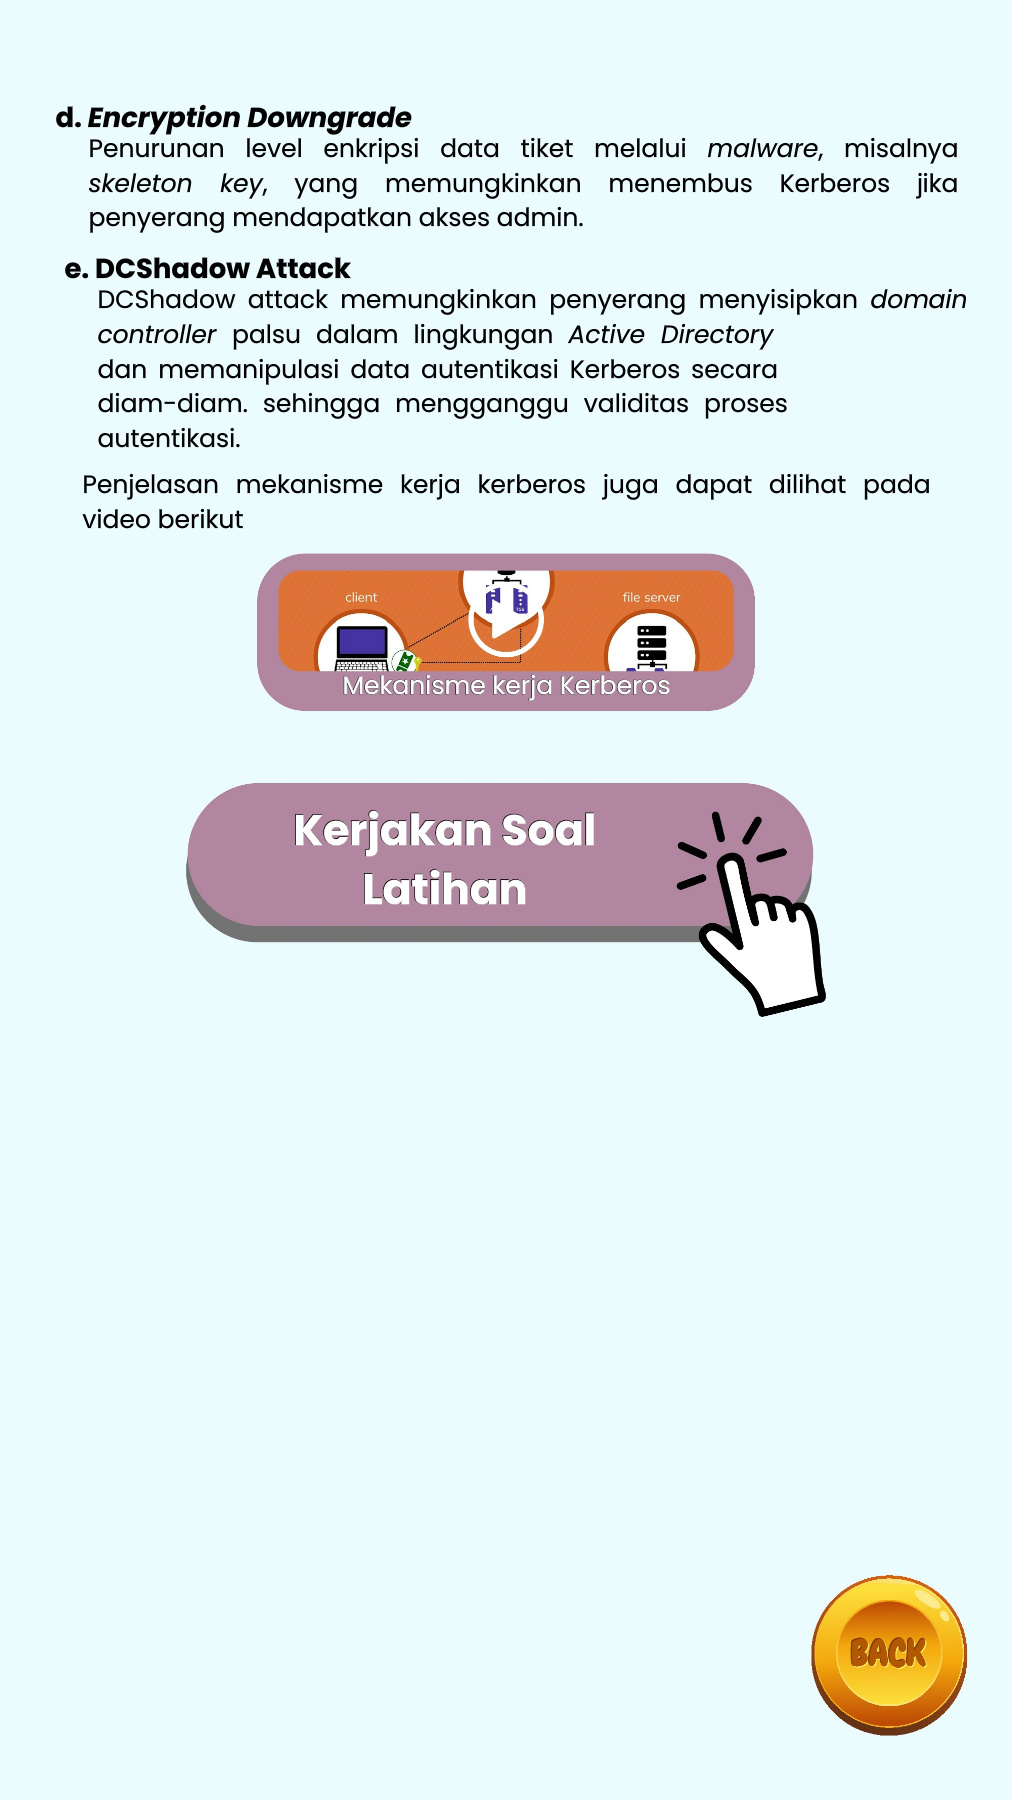 d. Encryption Downgrade
Penurunan level enkripsi data tiket melalui malware, misalnya
skeleton key, yang memungkinkan menembus Kerberos jika
penyerang mendapatkan akses admin.
e. DCShadow Attack
DCShadow attack memungkinkan penyerang menyisipkan domain
controller palsu dalam lingkungan Active Directory
dan memanipulasi data autentikasi Kerberos secara
diam-diam. sehingga mengganggu validitas proses
autentikasi.
Penjelasan mekanisme kerja kerberos juga dapat dilihat pada
video berikut
client
file server
Mekanisme kerja Kerberos
Kerjakan Soal
Latihan
BACK